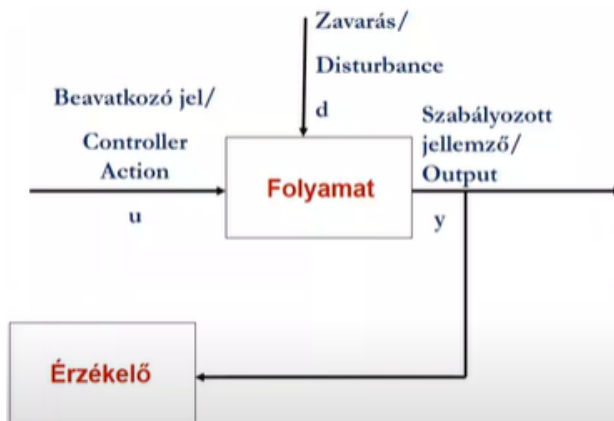 Zavarás/
Disturbance
d
Beavatkozó jel/
Controller
Action
u
Folyamat
Szabályozott
jellemző/
Output
y
Érzékelő